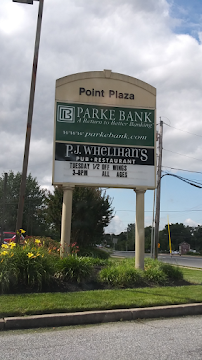 Point Plaza
PARKE BANK
A Return to Better Banking
www.parkebank.com
P.J. WHELIHAN'S
PUB • RESTAURANT
TUESDAY 1/2 OFF WINGS
3-4PM ALL AGES